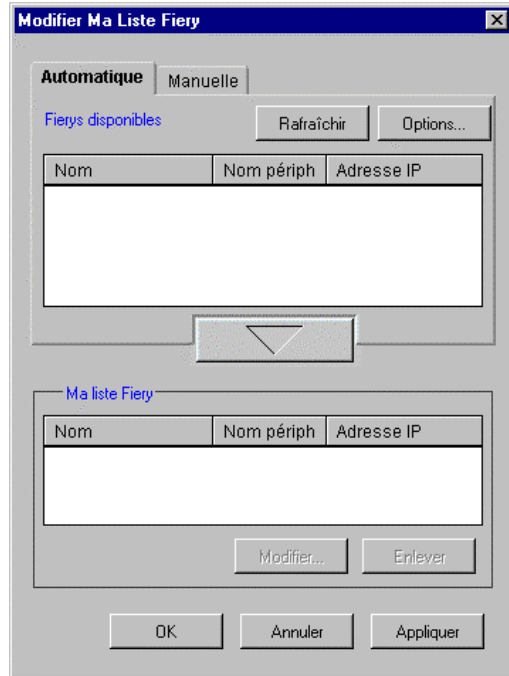 Modifier Ma Liste Fiery
Automatique Manuelle
Fierys disponibles Rafraîchir Options...
Nom Nom périph Adresse IP
Ma liste Fiery
Nom Nom périph Adresse IP
Modifier... Enlever
OK Annuler Appliquer